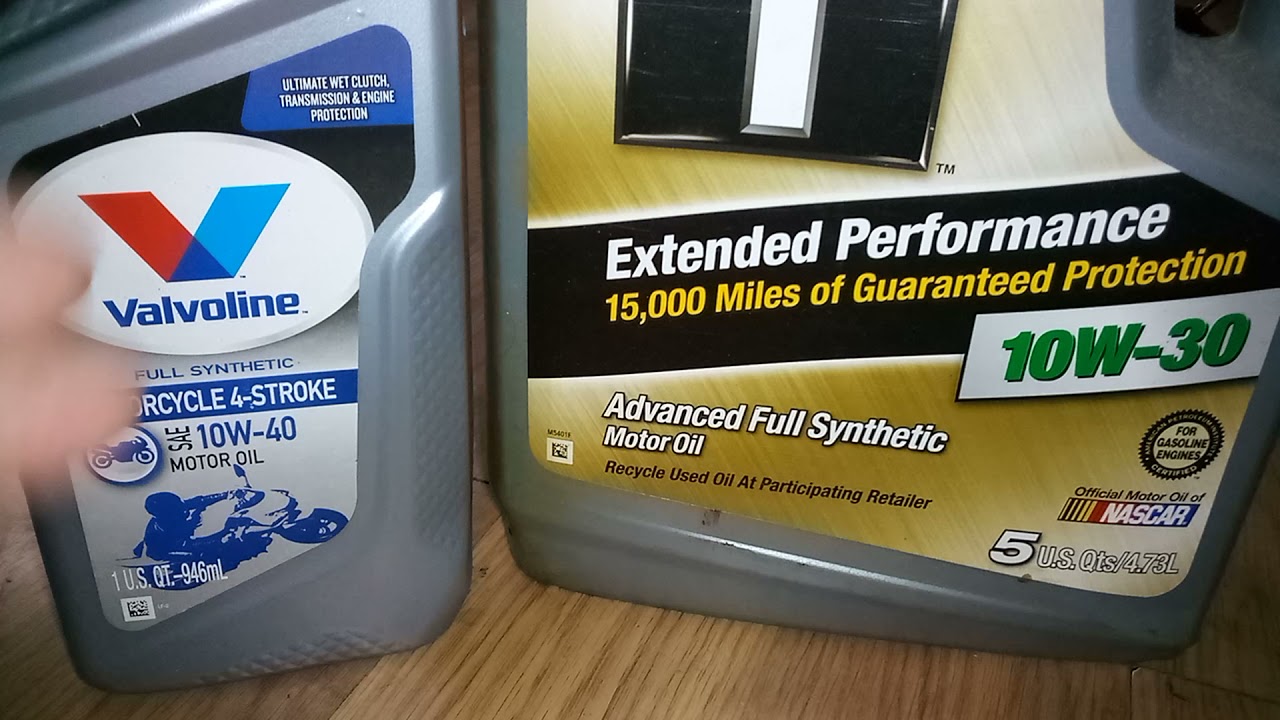 ULTIMATE WET CLUTCH,
TRANSMISSION & ENGINE
PROTECTION
Valvoline™
FULL SYNTHETIC
ORCYCLE 4-STROKE
SAE 10W-40
MOTOR OIL
1 U.S. QT.-946mL
TM
Extended Performance
15,000 Miles of Guaranteed Protection
10W-30
Advanced Full Synthetic
Motor Oil
Recycle Used Oil At Participating Retailer
FOR
GASOLINE
ENGINES
CERTIFIED
Official Motor Oil of
NASCAR
5 U.S. Qts/4.73L